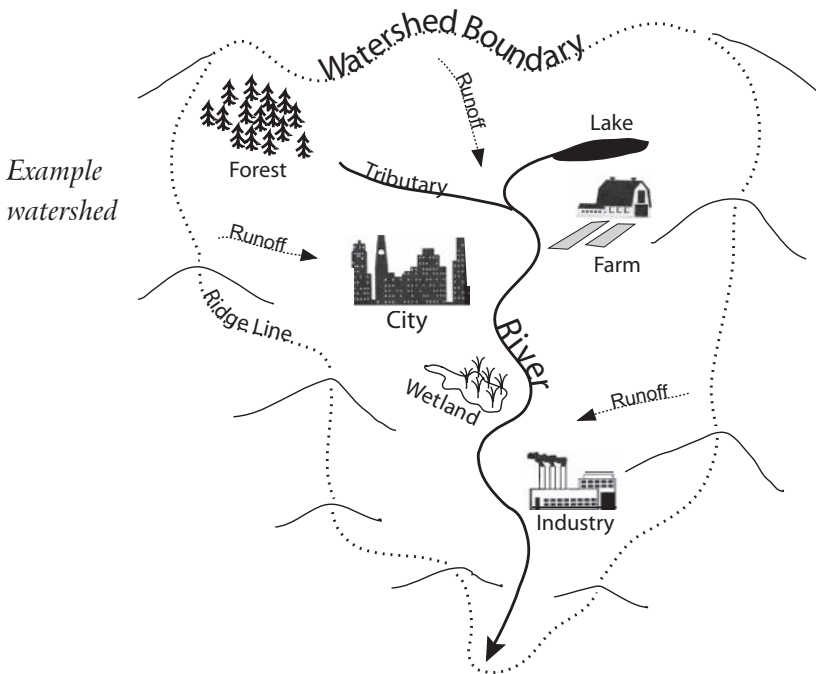 Watershed Boundary
Runoff
Lake
Forest
Tributary
Example
watershed
Runoff
Farm
City
Ridge Line
River
Wetland
Runoff
Industry